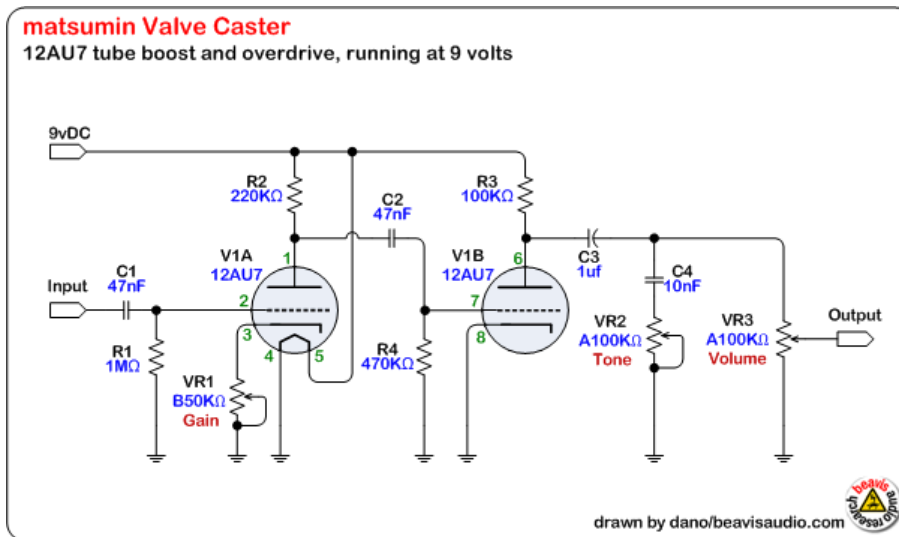 matsumin Valve Caster
12AU7 tube boost and overdrive, running at 9 volts
9vDC
R2
220KΩ
R3
100KΩ
C2
47nF
1
V1A
12AU7
V1B
12AU7
6
C3
1uf
C4
10nF
Input
C1
47nF
2
3
4
5
7
8
R1
1MΩ
VR1
B50KΩ
Gain
R4
470KΩ
VR2
A100KΩ
Tone
VR3
A100KΩ
Volume
Output
drawn by dano/beavisaudio.com
beavis audio research